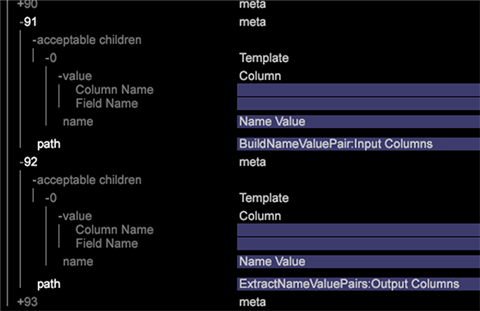 +90 meta
-91 meta
-acceptable children
-0 Template
-value Column
Column Name
Field Name
name Name Value
path BuildNameValuePair:Input Columns
-92 meta
-acceptable children
-0 Template
-value Column
Column Name
Field Name
name Name Value
path ExtractNameValuePairs:Output Columns
+93 meta